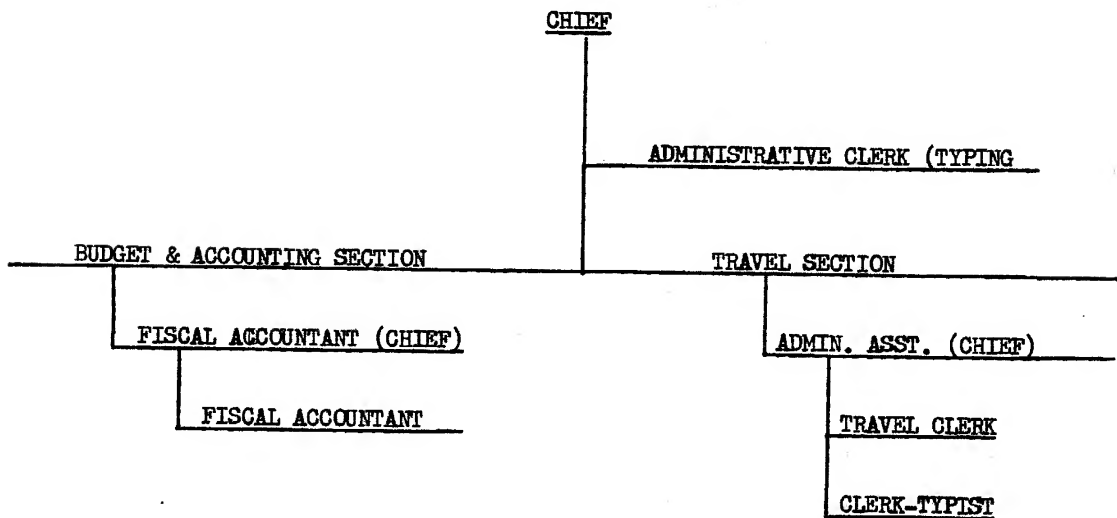 CHIEF
ADMINISTRATIVE CLERK (TYPING
BUDGET & ACCOUNTING SECTION
TRAVEL SECTION
FISCAL ACCOUNTANT (CHIEF)
ADMIN. ASST. (CHIEF)
FISCAL ACCOUNTANT
TRAVEL CLERK
CLERK-TYPIST